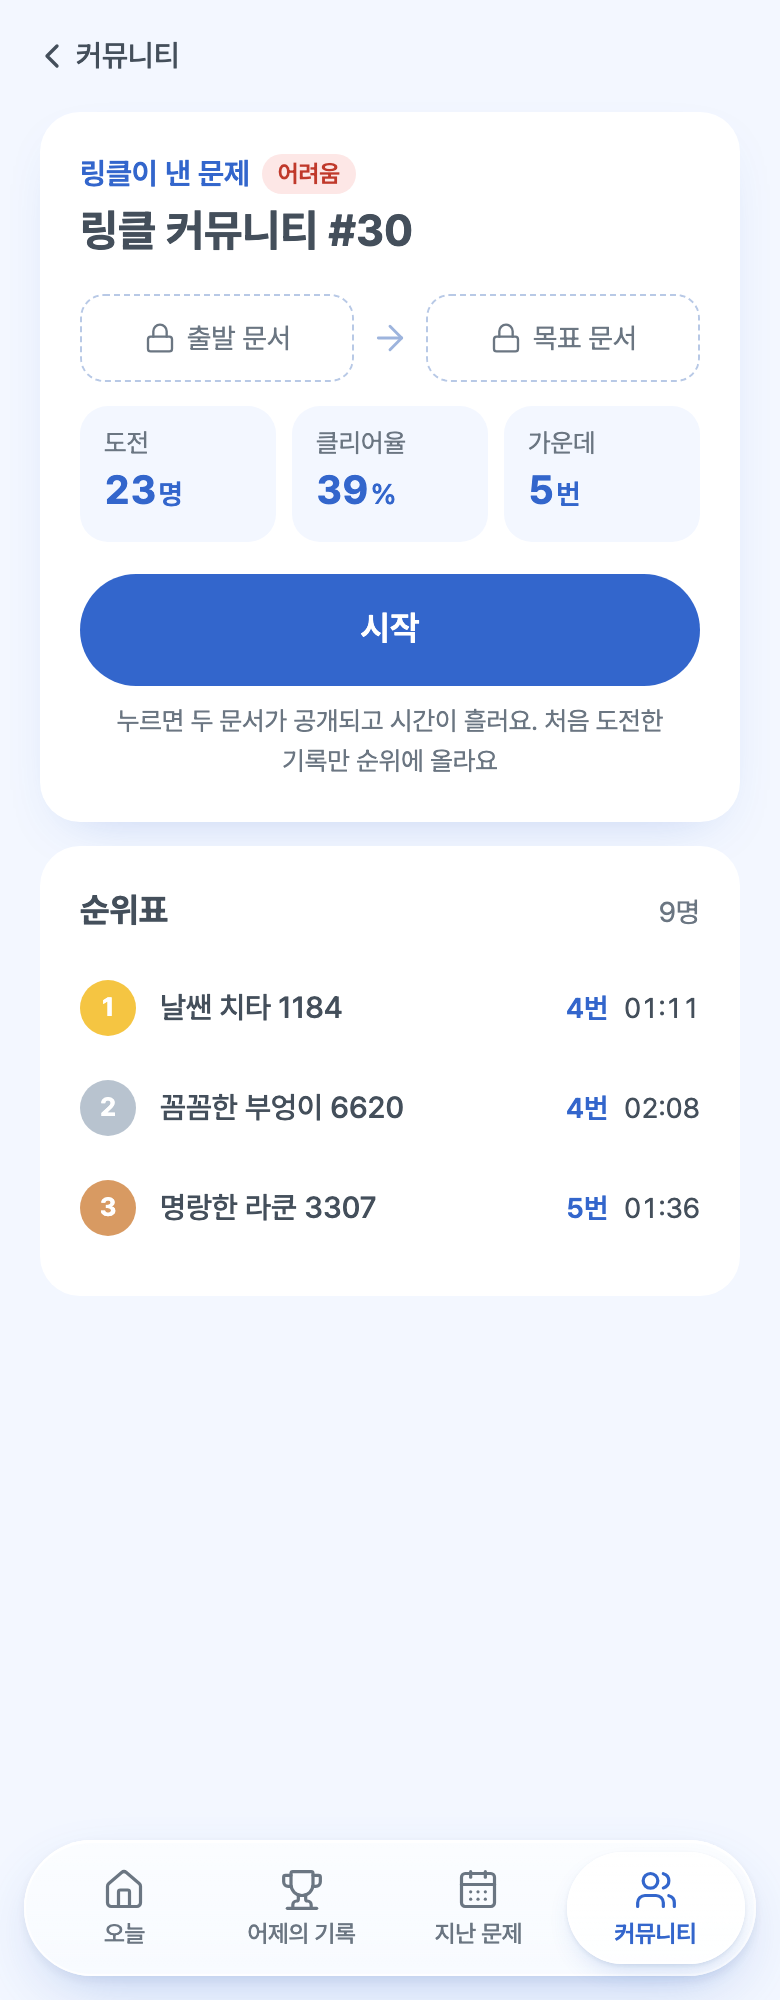 커뮤니티
링클이 낸 문제 어려움
링클 커뮤니티 #30
출발 문서 → 목표 문서
도전 클리어율 가운데
23명 39% 5번
시작
누르면 두 문서가 공개되고 시간이 흘러요. 처음 도전한
기록만 순위에 올라요
순위표 9명
1 날쌘 치타 1184 4번 01:11
2 꼼꼼한 부엉이 6620 4번 02:08
3 명랑한 라쿤 3307 5번 01:36
오늘 어제의 기록 지난 문제 커뮤니티